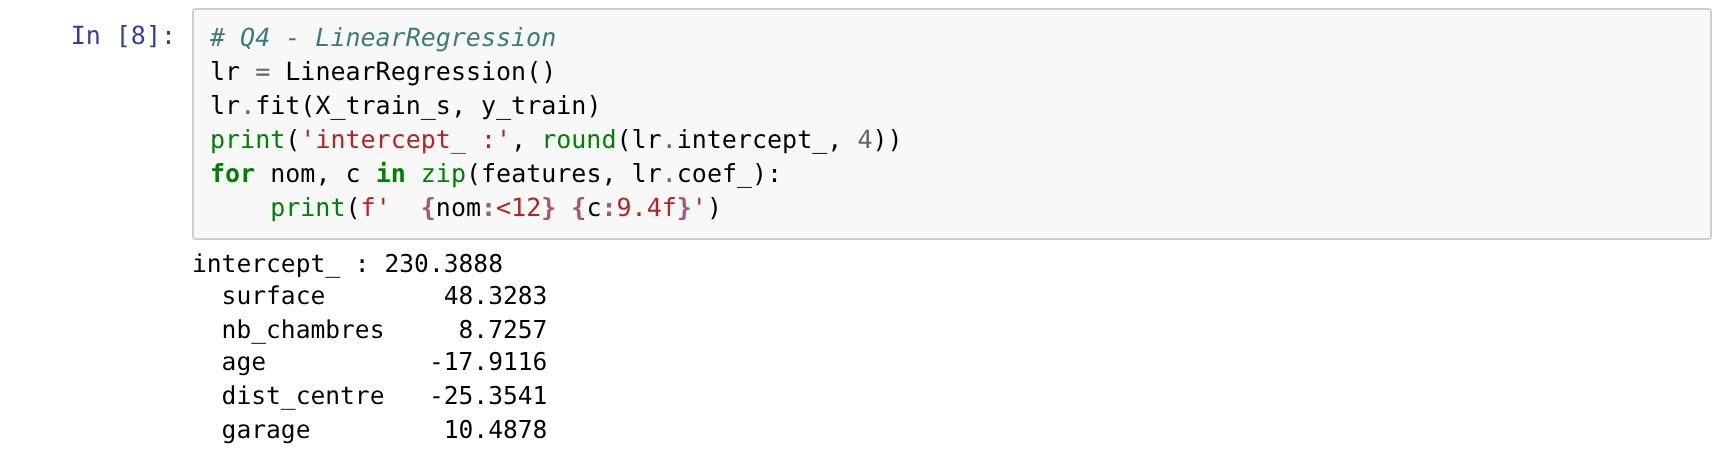 In [8]:
# Q4 - LinearRegression
lr = LinearRegression()
lr.fit(X_train_s, y_train)
print('intercept_ :', round(lr.intercept_, 4))
for nom, c in zip(features, lr.coef_):
    print(f'  {nom:<12} {c:9.4f}')
intercept_ : 230.3888
  surface        48.3283
  nb_chambres     8.7257
  age           -17.9116
  dist_centre   -25.3541
  garage         10.4878